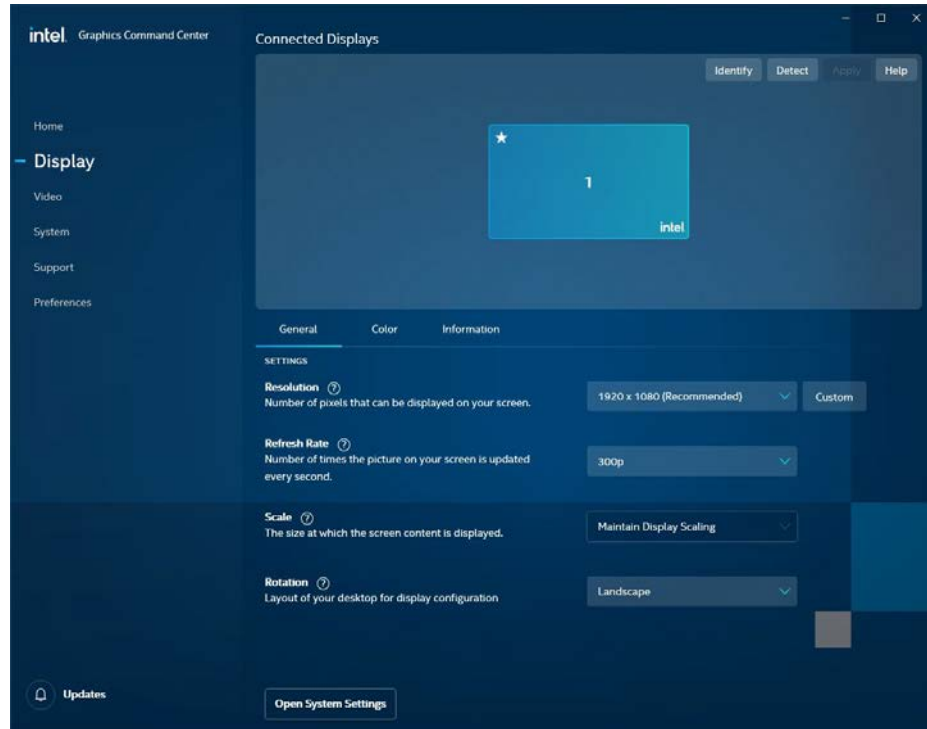 intel. Graphics Command Center
Connected Displays
Identify Detect Apply Help
1
intel
Home
Display
Video
System
Support
Preferences
General Color Information
SETTINGS
Resolution ?
Number of pixels that can be displayed on your screen.
1920 x 1080 (Recommended)
Custom
Refresh Rate ?
Number of times the picture on your screen is updated
every second.
300p
Scale ?
The size at which the screen content is displayed.
Maintain Display Scaling
Rotation ?
Layout of your desktop for display configuration
Landscape
Updates
Open System Settings